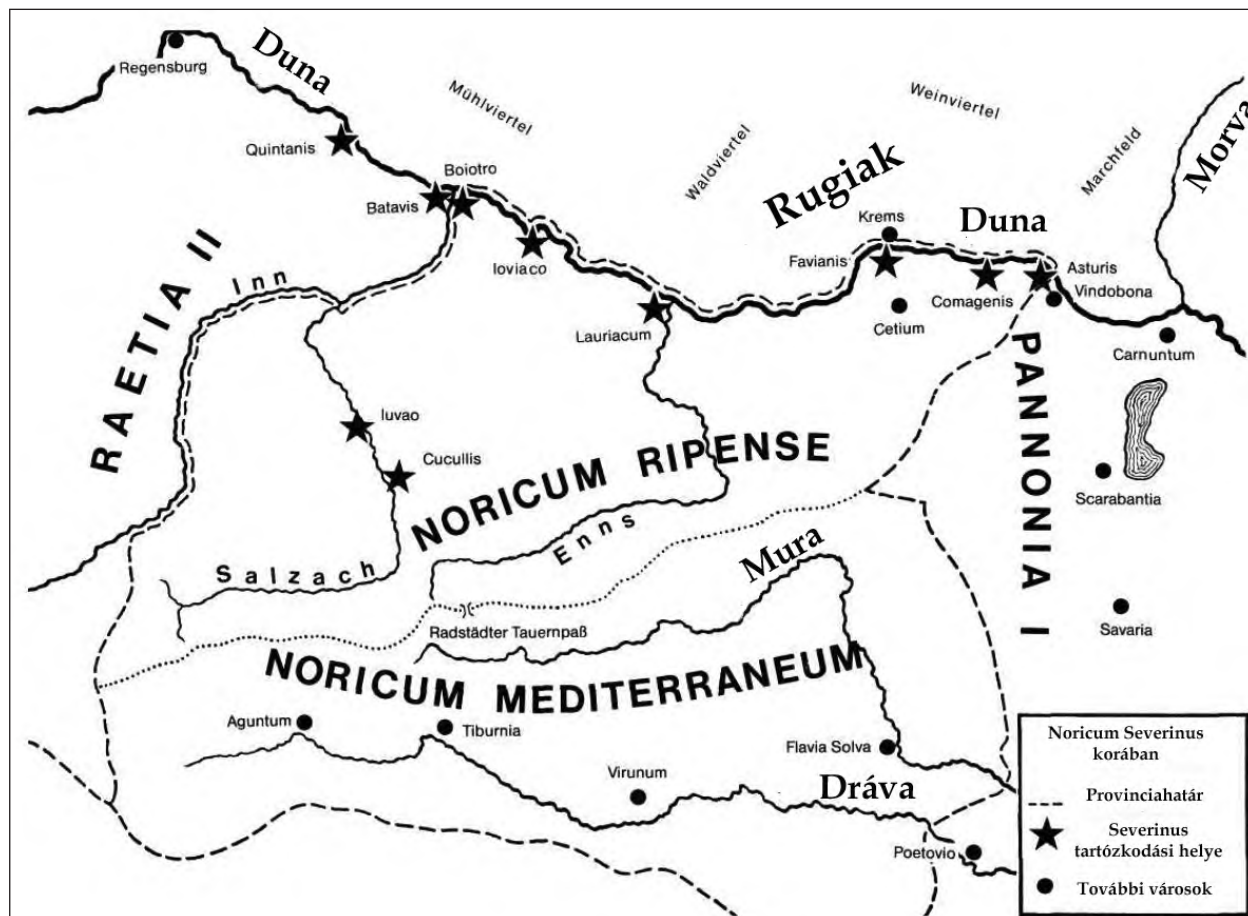 Regensburg
Duna
Mühlviertel
Weinviertel
Morva
Quintanis
Boiotro
Waldviertel
Rugiak
Marchfeld
Batavis
Krems
Duna
Ioviaco
Favianis
Asturis
Inn
Comagenis
Vindobona
RAETIA II
Lauriacum
Cetium
Carnuntum
PANNONIA I
Iuvao
Cucullis
NORICUM RIPENSE
Scarabantia
Enns
Salzach
Mura
Savaria
Radstädter Tauernpaß
NORICUM MEDITERRANEUM
Aguntum
Tiburnia
Flavia Solva
Virunum
Dráva
Poetovio
Noricum Severinus
korában
Provinciahatár
Severinus
tartózkodási helye
További városok